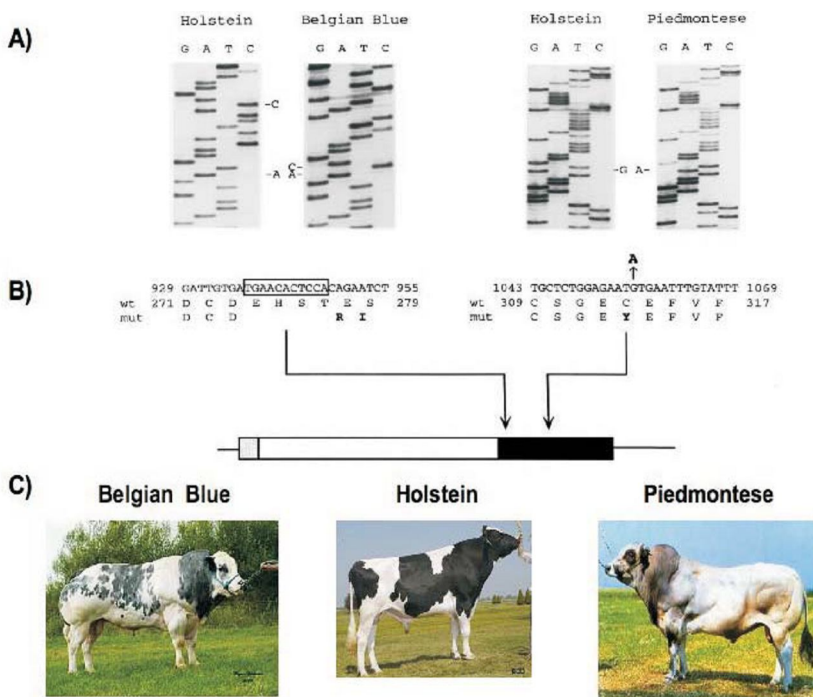 A)
Holstein Belgian Blue Holstein Piedmontese
G A T C G A T C G A T C G A T C
-C
C-
-A A- -G A-
B)
A
↑
929 GATTGTGATGAACACTCCACAGAATCT 955 1043 TGCTCTGGAGAATGTGAATTTGTATTT 1069
wt 271 D C D E H S T E S 279 wt 309 C S G E C E F V F 317
mut D C D R I mut C S G E Y E F V F
C)
Belgian Blue Holstein Piedmontese